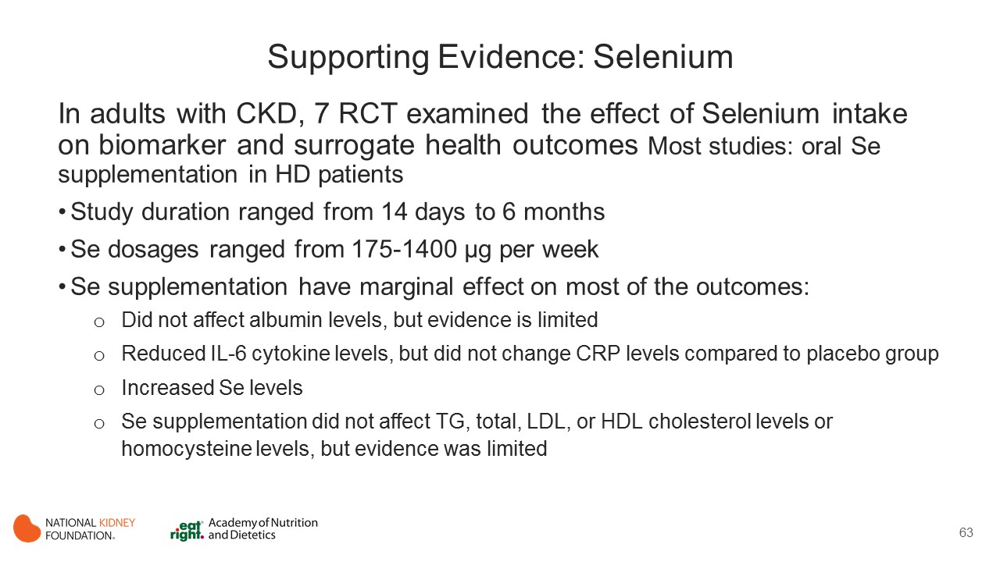 Supporting Evidence: Selenium
In adults with CKD, 7 RCT examined the effect of Selenium intake
on biomarker and surrogate health outcomes Most studies: oral Se
supplementation in HD patients
• Study duration ranged from 14 days to 6 months
• Se dosages ranged from 175-1400 µg per week
• Se supplementation have marginal effect on most of the outcomes:
o Did not affect albumin levels, but evidence is limited
o Reduced IL-6 cytokine levels, but did not change CRP levels compared to placebo group
o Increased Se levels
o Se supplementation did not affect TG, total, LDL, or HDL cholesterol levels or
homocysteine levels, but evidence was limited
NATIONAL KIDNEY
FOUNDATION®
eat
right.
Academy of Nutrition
and Dietetics
63